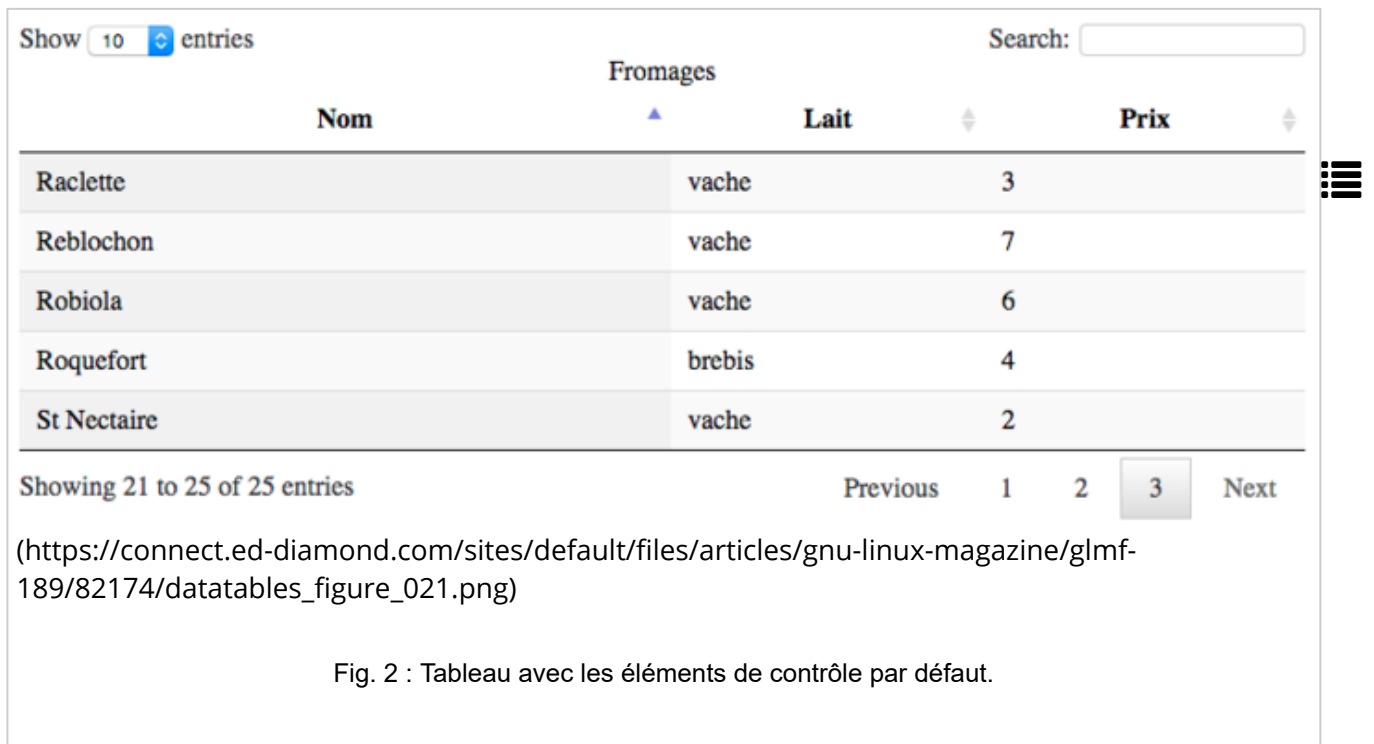 Show 10 entries Search:
Fromages
Nom Lait Prix
Raclette vache 3
Reblochon vache 7
Robiola vache 6
Roquefort brebis 4
St Nectaire vache 2
Showing 21 to 25 of 25 entries Previous 1 2 3 Next
(https://connect.ed-diamond.com/sites/default/files/articles/gnu-linux-magazine/glmf-
189/82174/datatables_figure_021.png)
Fig. 2 : Tableau avec les éléments de contrôle par défaut.